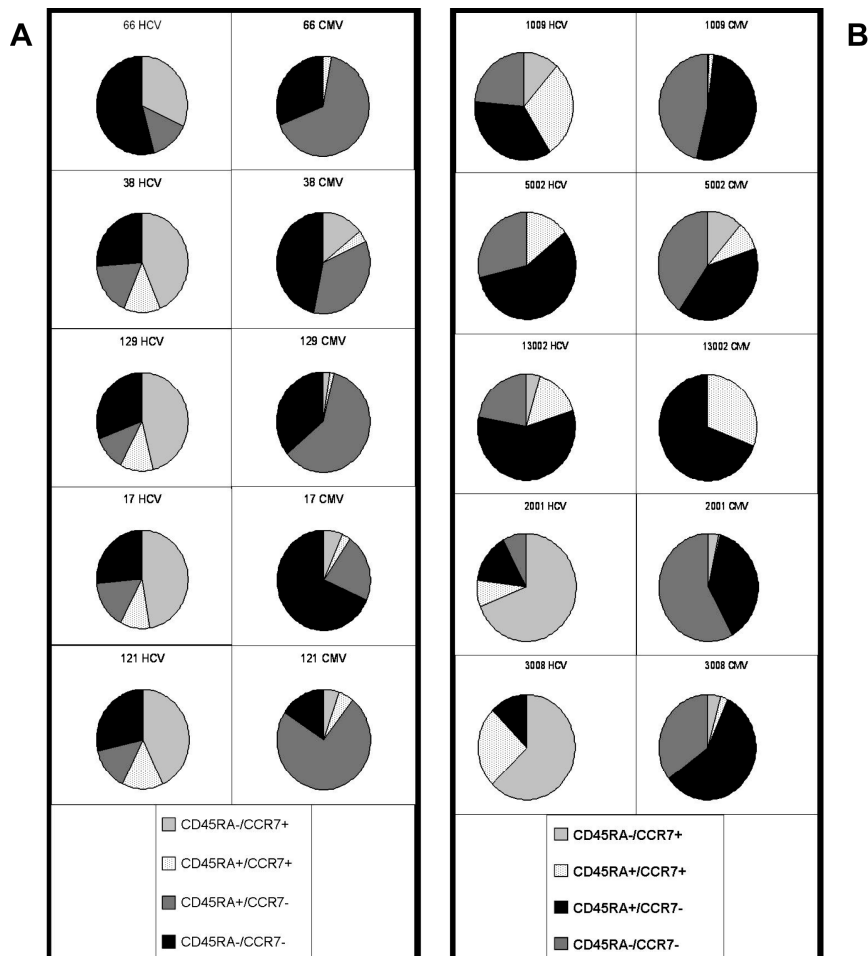 A
66 HCV
66 CMV
38 HCV
38 CMV
129 HCV
129 CMV
17 HCV
17 CMV
121 HCV
121 CMV
CD45RA-/CCR7+
CD45RA+/CCR7+
CD45RA+/CCR7-
CD45RA-/CCR7-
B
1009 HCV
1009 CMV
5002 HCV
5002 CMV
13002 HCV
13002 CMV
2001 HCV
2001 CMV
3008 HCV
3008 CMV
CD45RA-/CCR7+
CD45RA+/CCR7+
CD45RA+/CCR7-
CD45RA-/CCR7-